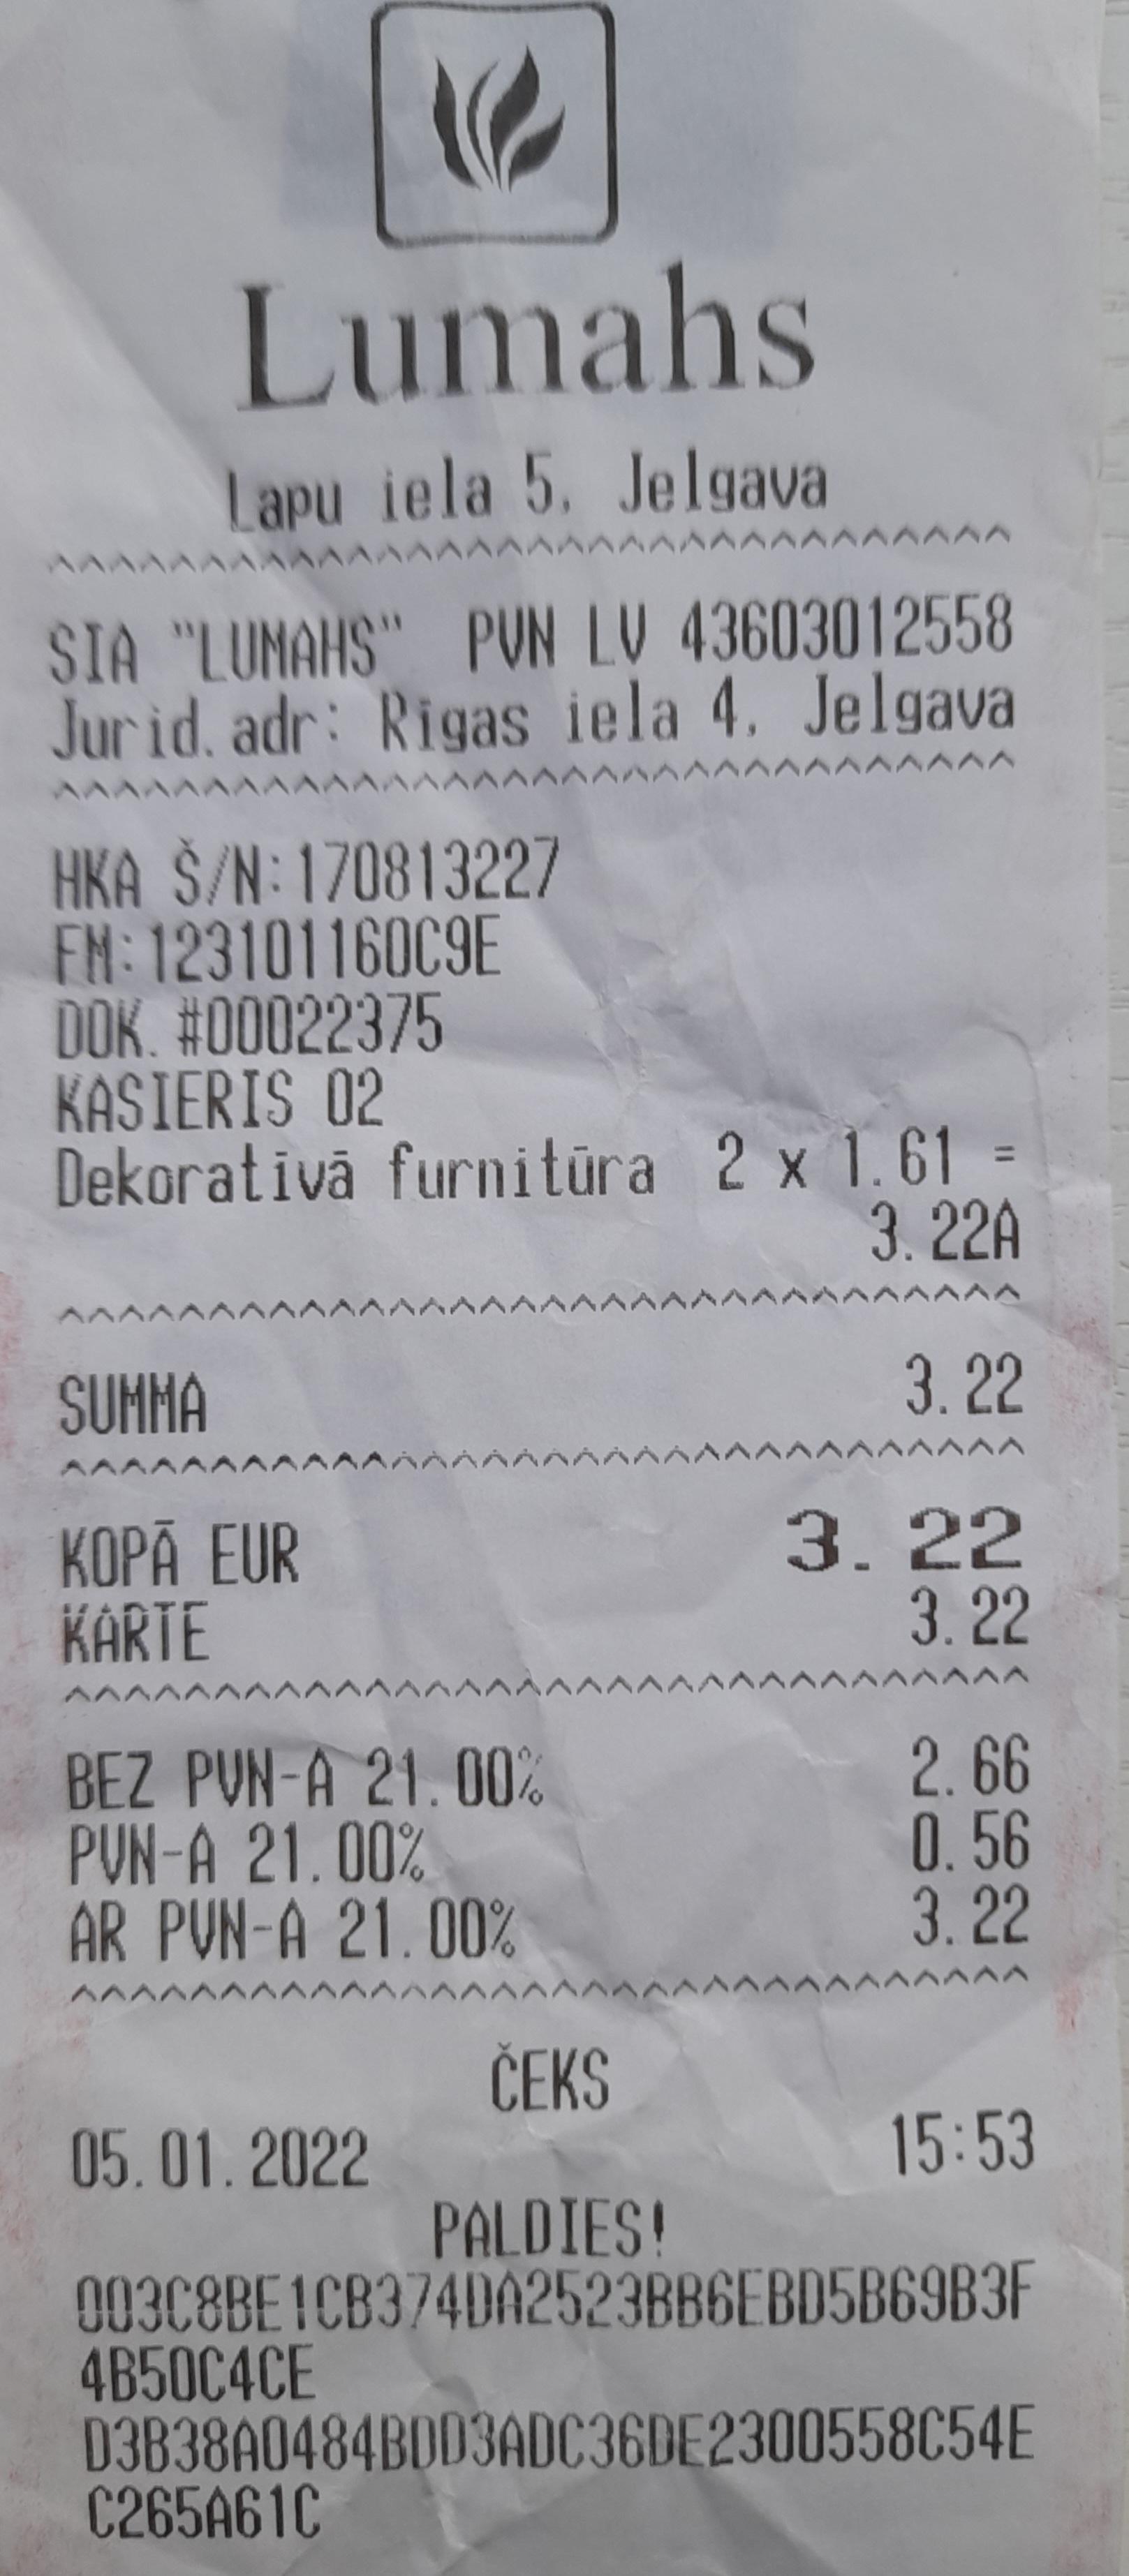 Lumahs
Lapu iela 5, Jelgava
^^^^^^^^^^^^^^^^^^^^^^^^^^^^^^^^
SIA "LUMAHS" PVN LV 43603012558
Jurid.adr: Rīgas iela 4, Jelgava
^^^^^^^^^^^^^^^^^^^^^^^^^^^^^^^^
HKA Š/N:170813227
FM:123101160C9E
DOK. #00022375
KASIERIS 02
Dekoratīvā furnitūra 2 x 1.61 =
3.22A
^^^^^^^^^^^^^^^^^^^^^^^^^^^^^^^^
SUMMA 3.22
^^^^^^^^^^^^^^^^^^^^^^^^^^^^^^^^
KOPĀ EUR 3.22
KARTE 3.22
^^^^^^^^^^^^^^^^^^^^^^^^^^^^^^^^
BEZ PVN-A 21.00% 2.66
PVN-A 21.00% 0.56
AR PVN-A 21.00% 3.22
^^^^^^^^^^^^^^^^^^^^^^^^^^^^^^^^
ČEKS
05.01.2022 15:53
PALDIES!
003C8BE1CB374DA2523BB6EBD5B69B3F
4B50C4CE
D3B38A0484BDD3ADC36DE2300558C54E
C265A61C